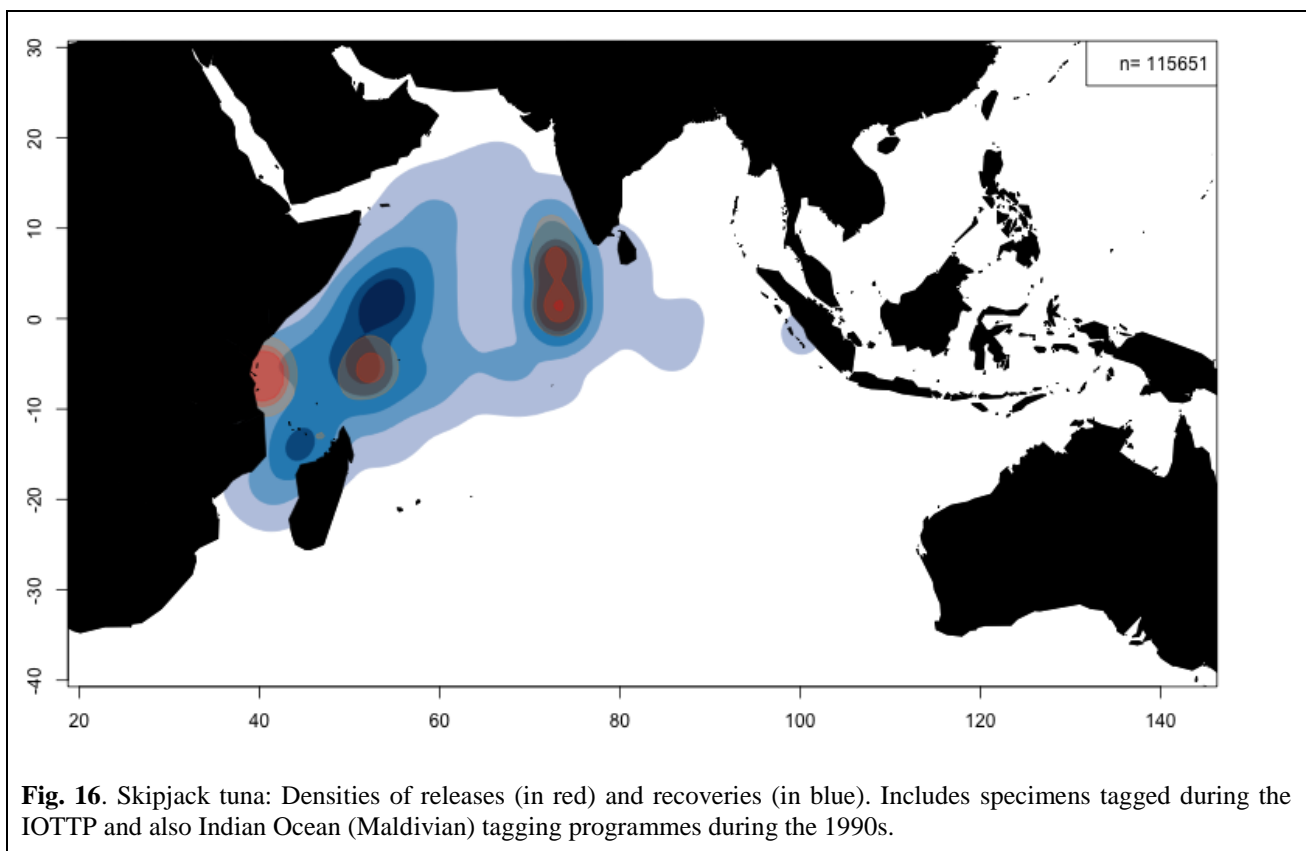 n= 115651
30
20
10
0
-10
-20
-30
-40
20 40 60 80 100 120 140
Fig. 16. Skipjack tuna: Densities of releases (in red) and recoveries (in blue). Includes specimens tagged during the
IOTTP and also Indian Ocean (Maldivian) tagging programmes during the 1990s.